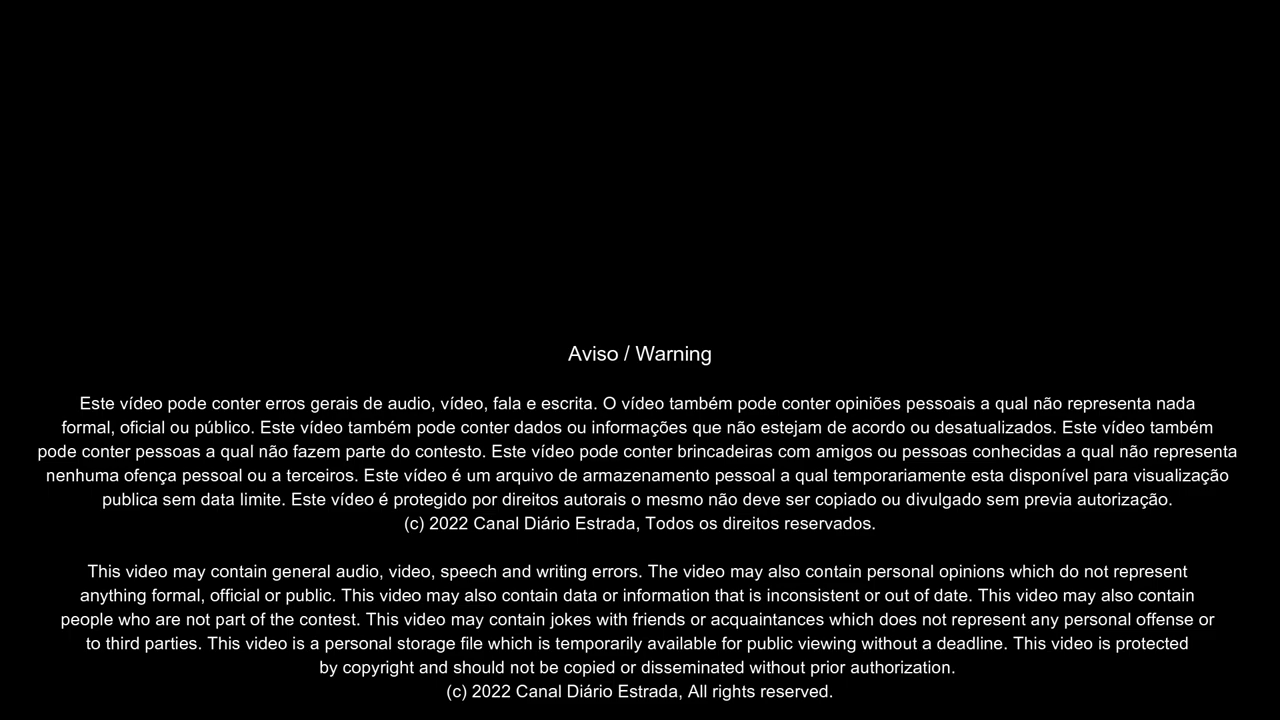 Aviso / Warning
Este vídeo pode conter erros gerais de audio, vídeo, fala e escrita. O vídeo também pode conter opiniões pessoais a qual não representa nada
formal, oficial ou público. Este vídeo também pode conter dados ou informações que não estejam de acordo ou desatualizados. Este vídeo também
pode conter pessoas a qual não fazem parte do contesto. Este vídeo pode conter brincadeiras com amigos ou pessoas conhecidas a qual não representa
nenhuma ofença pessoal ou a terceiros. Este vídeo é um arquivo de armazenamento pessoal a qual temporariamente esta disponível para visualização
publica sem data limite. Este vídeo é protegido por direitos autorais o mesmo não deve ser copiado ou divulgado sem previa autorização.
(c) 2022 Canal Diário Estrada, Todos os direitos reservados.
This video may contain general audio, video, speech and writing errors. The video may also contain personal opinions which do not represent
anything formal, official or public. This video may also contain data or information that is inconsistent or out of date. This video may also contain
people who are not part of the contest. This video may contain jokes with friends or acquaintances which does not represent any personal offense or
to third parties. This video is a personal storage file which is temporarily available for public viewing without a deadline. This video is protected
by copyright and should not be copied or disseminated without prior authorization.
(c) 2022 Canal Diário Estrada, All rights reserved.